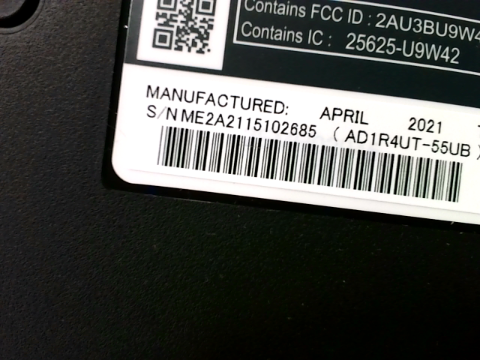 Contains FCC ID : 2AU3BU9W4
Contains IC : 25625-U9W42
MANUFACTURED: APRIL 2021
S/N ME2A2115102685 ( AD1R4UT-55UB )